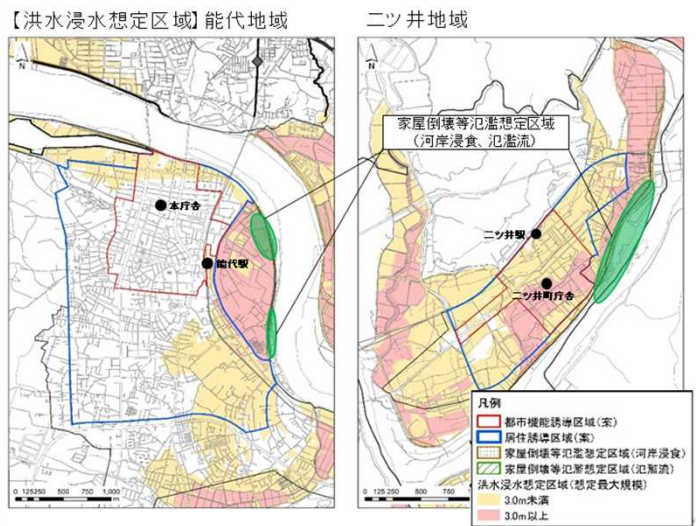 【洪水浸水想定区域】能代地域
二ツ井地域
N
N
家屋倒壊等氾濫想定区域
(河岸浸食、氾濫流)
本庁舎
能代駅
二ツ井駅
二ツ井町庁舎
凡例
都市機能誘導区域(案)
居住誘導区域(案)
家屋倒壊等氾濫想定区域(河岸浸食)
家屋倒壊等氾濫想定区域(氾濫流)
洪水浸水想定区域(想定最大規模)
3.0m未満
3.0m以上
0 125 250 500 750 1,000
0 125 250 500 750 1,000